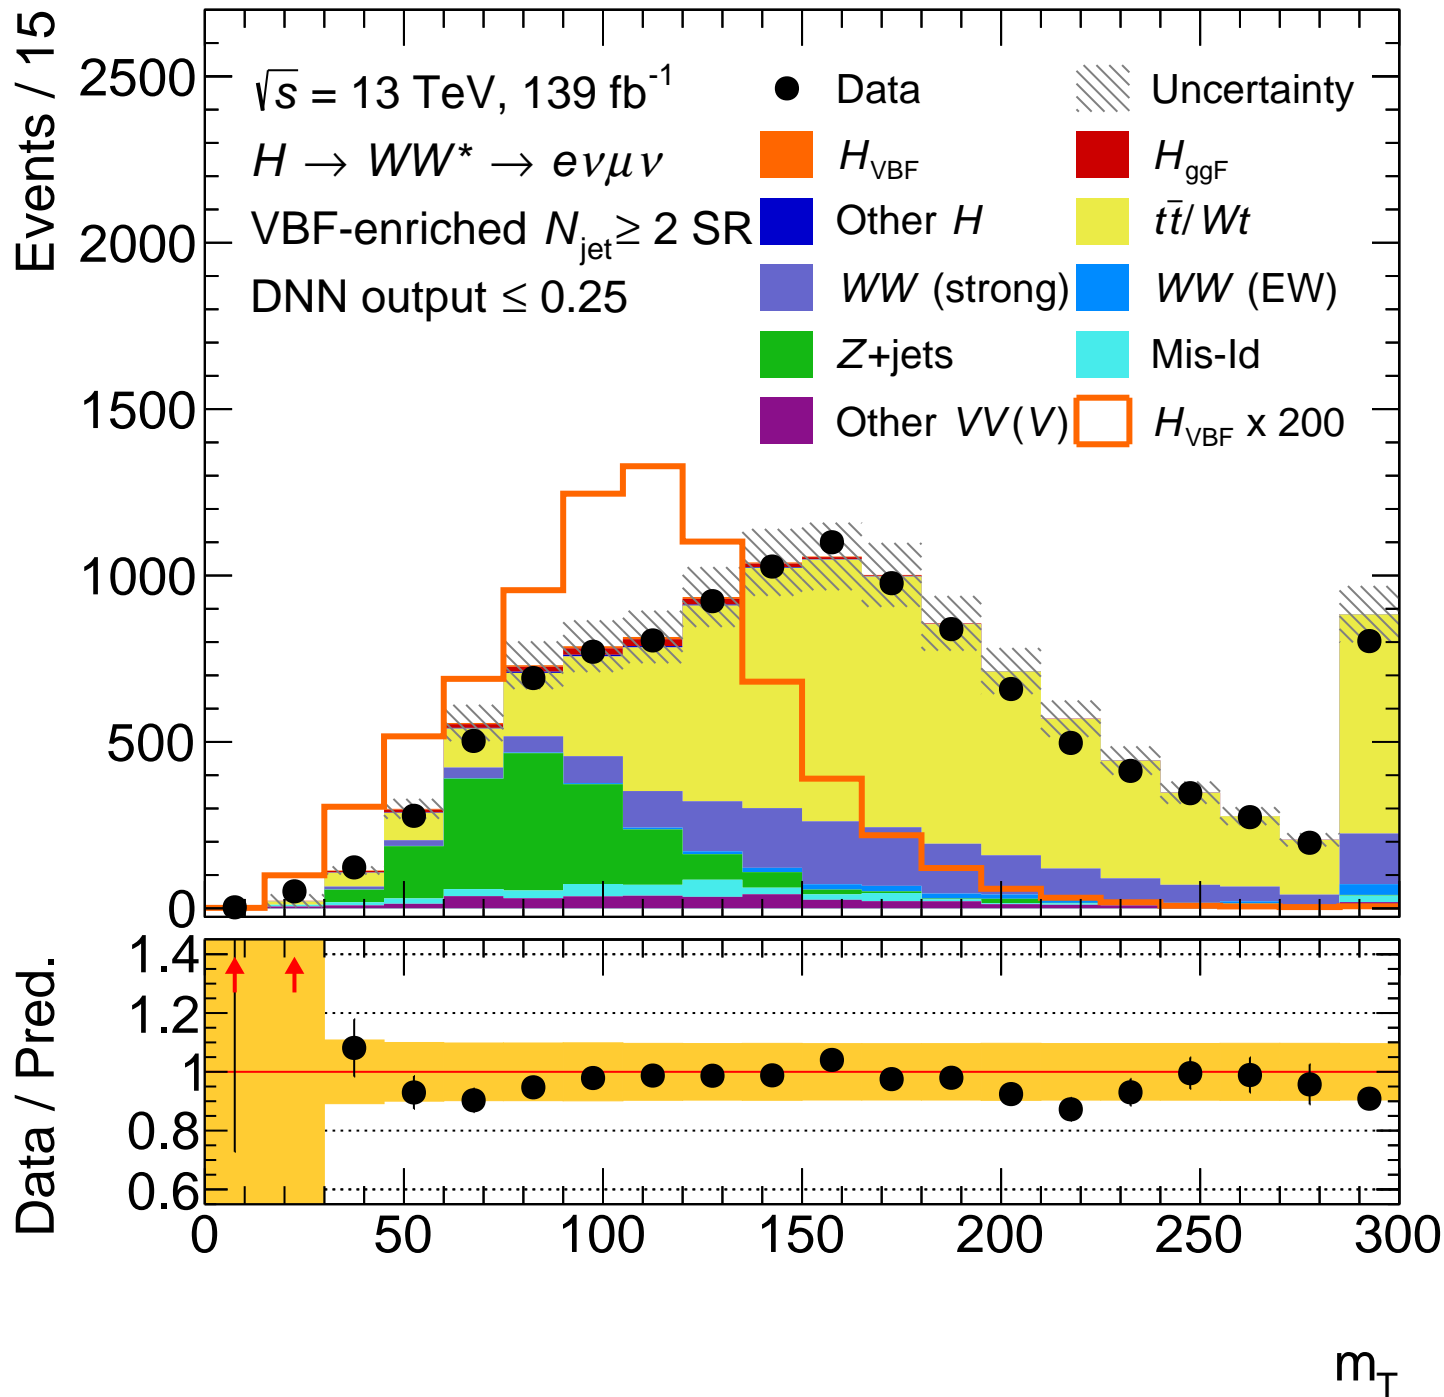 Events / 15
2500
2000
1500
1000
500
0
√s = 13 TeV, 139 fb⁻¹
H → WW* → eνμν
VBF-enriched N_jet ≥ 2 SR
DNN output ≤ 0.25
Data
Uncertainty
H_VBF
H_ggF
Other H
tt̄/Wt
WW (strong)
WW (EW)
Z+jets
Mis-Id
Other VV(V)
H_VBF x 200
Data / Pred.
1.4
1.2
1
0.8
0.6
0 50 100 150 200 250 300
m_T